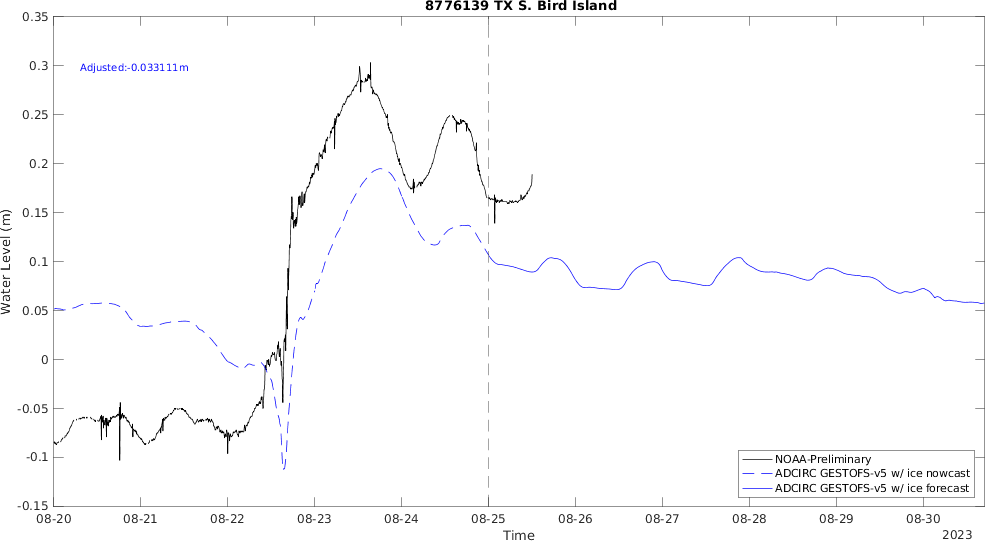 8776139 TX S. Bird Island
0.35
0.3
0.25
0.2
0.15
0.1
0.05
0
-0.05
-0.1
-0.15
Water Level (m)
Adjusted:-0.033111m
NOAA-Preliminary
ADCIRC GESTOFS-v5 w/ ice nowcast
ADCIRC GESTOFS-v5 w/ ice forecast
08-20 08-21 08-22 08-23 08-24 08-25 08-26 08-27 08-28 08-29 08-30
Time
2023